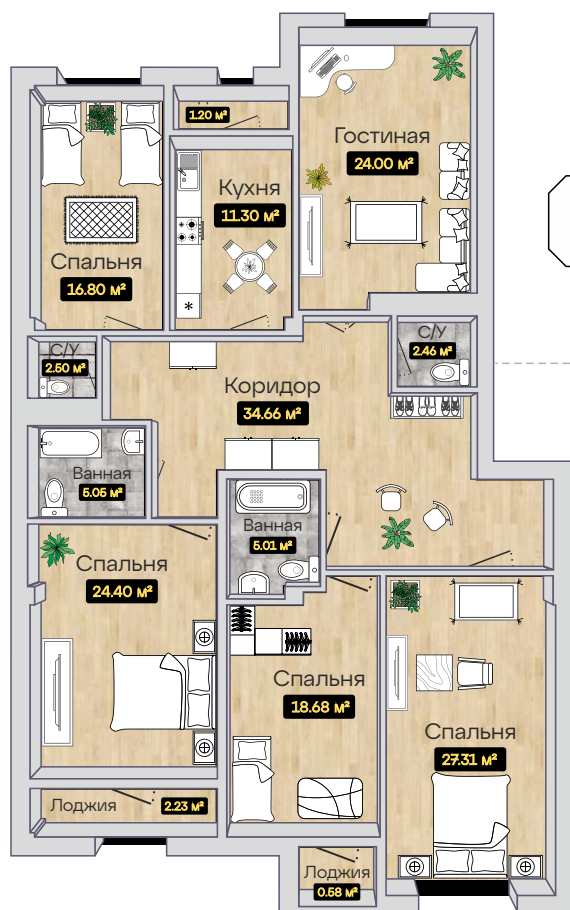 1.20 м²
Гостиная
24.00 м²
Кухня
11.30 м²
Спальня
16.80 м²
*
С/У
2.46 м²
С/У
2.50 м²
Коридор
34.66 м²
Ванная
5.05 м²
Ванная
5.01 м²
Спальня
24.40 м²
Спальня
18.68 м²
Спальня
27.31 м²
Лоджия
2.23 м²
Лоджия
0.58 м²